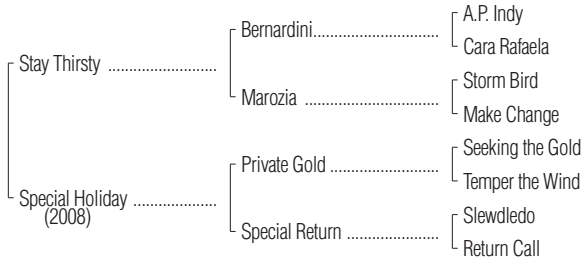 A.P. Indy
Bernardini
Cara Rafaela
Stay Thirsty
Storm Bird
Marozia
Make Change
Seeking the Gold
Private Gold
Temper the Wind
Special Holiday
(2008)
Slewdledo
Special Return
Return Call